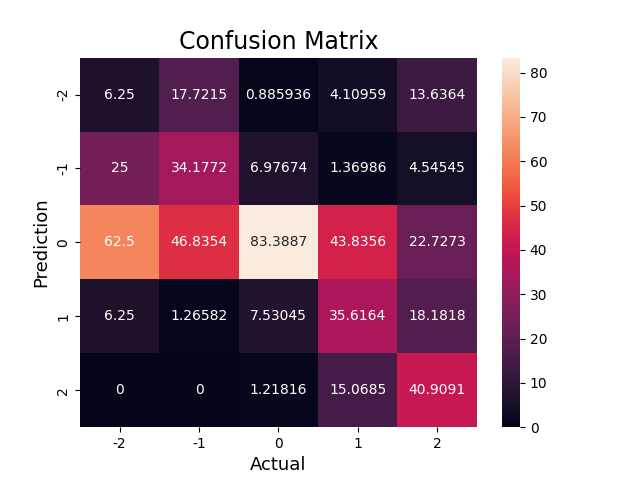 Confusion Matrix
Prediction
-2 6.25 17.7215 0.885936 4.10959 13.6364
-1 25 34.1772 6.97674 1.36986 4.54545
0 62.5 46.8354 83.3887 43.8356 22.7273
1 6.25 1.26582 7.53045 35.6164 18.1818
2 0 0 1.21816 15.0685 40.9091
-2 -1 0 1 2
Actual
80
70
60
50
40
30
20
10
0